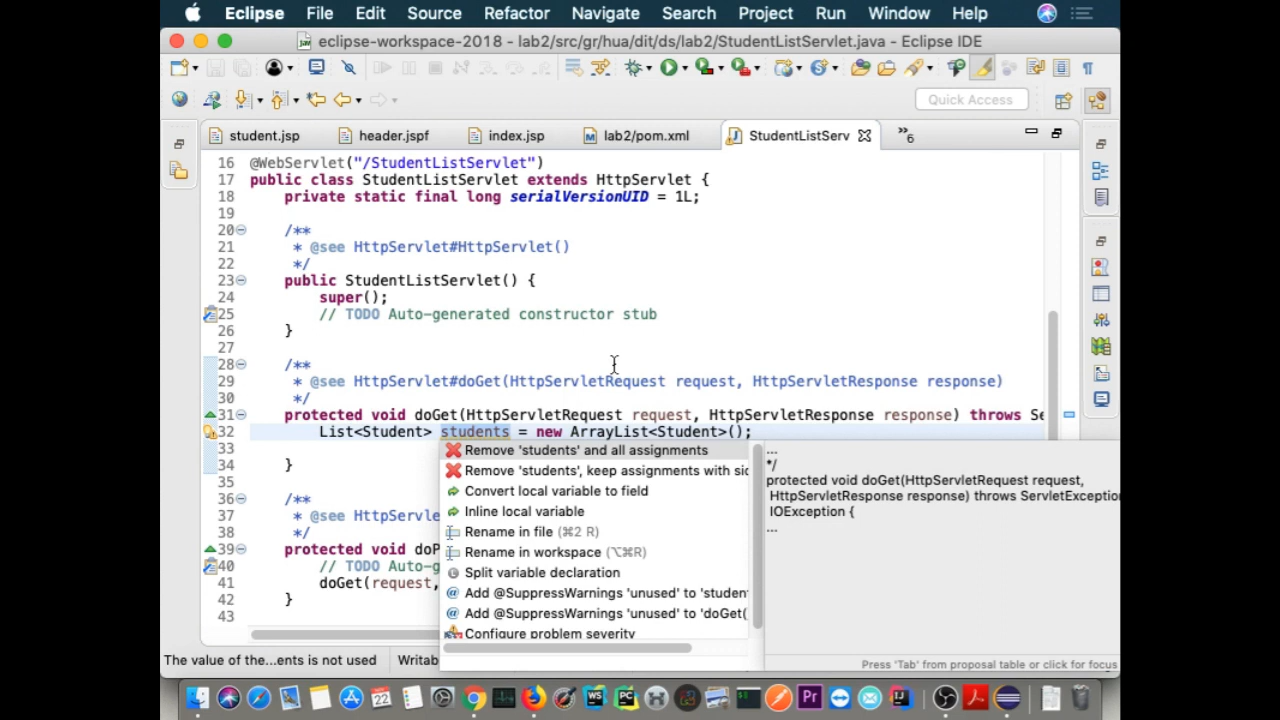 Eclipse File Edit Source Refactor Navigate Search Project Run Window Help
eclipse-workspace-2018 - lab2/src/gr/hua/dit/ds/lab2/StudentListServlet.java - Eclipse IDE
Quick Access
student.jsp header.jspf index.jsp lab2/pom.xml StudentListServ »6
16 @WebServlet("/StudentListServlet")
17 public class StudentListServlet extends HttpServlet {
18 private static final long serialVersionUID = 1L;
19
20 /**
21 * @see HttpServlet#HttpServlet()
22 */
23 public StudentListServlet() {
24 super();
25 // TODO Auto-generated constructor stub
26 }
27
28 /**
29 * @see HttpServlet#doGet(HttpServletRequest request, HttpServletResponse response)
30 */
31 protected void doGet(HttpServletRequest request, HttpServletResponse response) throws Se
32 List<Student> students = new ArrayList<Student>();
33
34 }
35
36 /**
37 * @see HttpServle
38 */
39 protected void doP
40 // TODO Auto-g
41 doGet(request,
42 }
43
Remove 'students' and all assignments
Remove 'students', keep assignments with sid
Convert local variable to field
Inline local variable
Rename in file (⌘2 R)
Rename in workspace (⌥⌘R)
Split variable declaration
Add @SuppressWarnings 'unused' to 'student
Add @SuppressWarnings 'unused' to 'doGet()
Configure problem severity
...
*/
protected void doGet(HttpServletRequest request,
HttpServletResponse response) throws ServletException
IOException {
...
Press 'Tab' from proposal table or click for focus
The value of the...ents is not used Writab
22
WS PC Pr